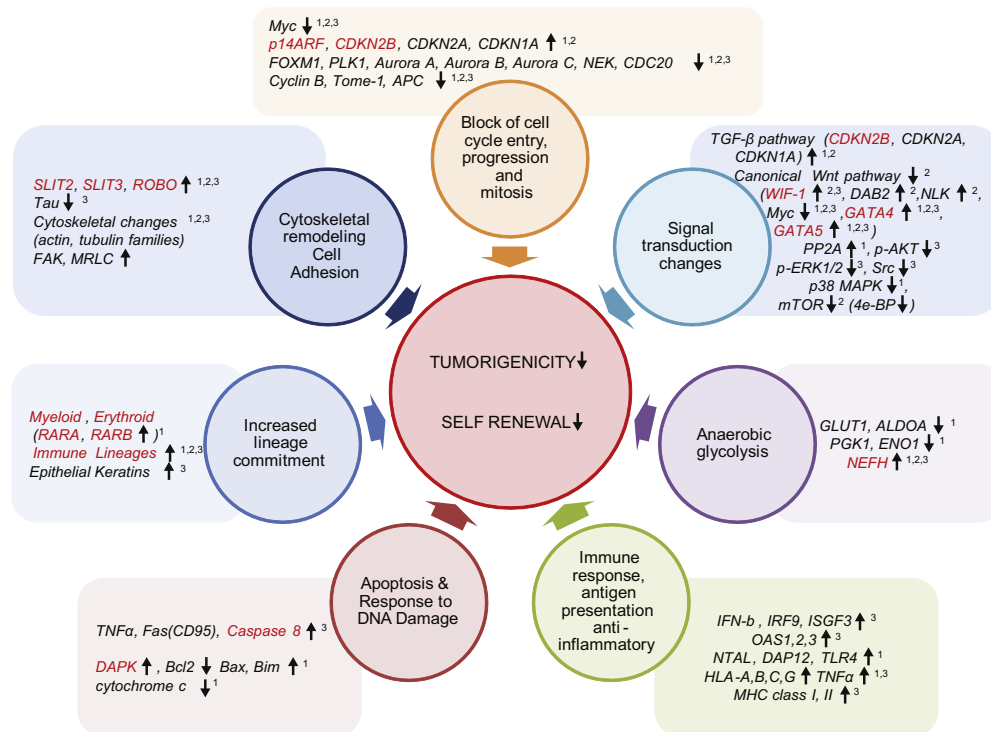 Myc ↓ 1,2,3
p14ARF, CDKN2B, CDKN2A, CDKN1A ↑ 1,2
FOXM1, PLK1, Aurora A, Aurora B, Aurora C, NEK, CDC20 ↓ 1,2,3
Cyclin B, Tome-1, APC ↓ 1,2,3
Block of cell
cycle entry,
progression
and
mitosis
SLIT2, SLIT3, ROBO ↑ 1,2,3
Tau ↓ 3
Cytoskeletal changes 1,2,3
(actin, tubulin families)
FAK, MRLC ↑
Cytoskeletal
remodeling
Cell
Adhesion
Signal
transduction
changes
TGF-β pathway (CDKN2B, CDKN2A,
CDKN1A) ↑ 1,2
Canonical Wnt pathway ↓ 2
(WIF-1 ↑ 2,3, DAB2 ↑ 2, NLK ↑ 2,
Myc ↓ 1,2,3, GATA4 ↑ 1,2,3,
GATA5 ↑ 1,2,3)
PP2A ↑ 1, p-AKT ↓ 3
p-ERK1/2 ↓ 3, Src ↓ 3
p38 MAPK ↓ 1,
mTOR ↓ 2 (4e-BP ↓)
TUMORIGENICITY ↓
SELF RENEWAL ↓
Myeloid , Erythroid
(RARA, RARB ↑ )1
Immune Lineages ↑ 1,2,3
Epithelial Keratins ↑ 3
Increased
lineage
commitment
Anaerobic
glycolysis
GLUT1, ALDOA ↓ 1
PGK1, ENO1 ↓ 1
NEFH ↑ 1,2,3
TNFα, Fas(CD95), Caspase 8 ↑ 3
DAPK ↑ , Bcl2 ↓ Bax, Bim ↑ 1
cytochrome c ↓ 1
Apoptosis &
Response to
DNA Damage
Immune
response,
antigen
presentation
anti-
inflammatory
IFN-b , IRF9, ISGF3 ↑ 3
OAS1,2,3 ↑ 3
NTAL, DAP12, TLR4 ↑ 1
HLA-A,B,C,G ↑ TNFα ↑ 1,3
MHC class I, II ↑ 3